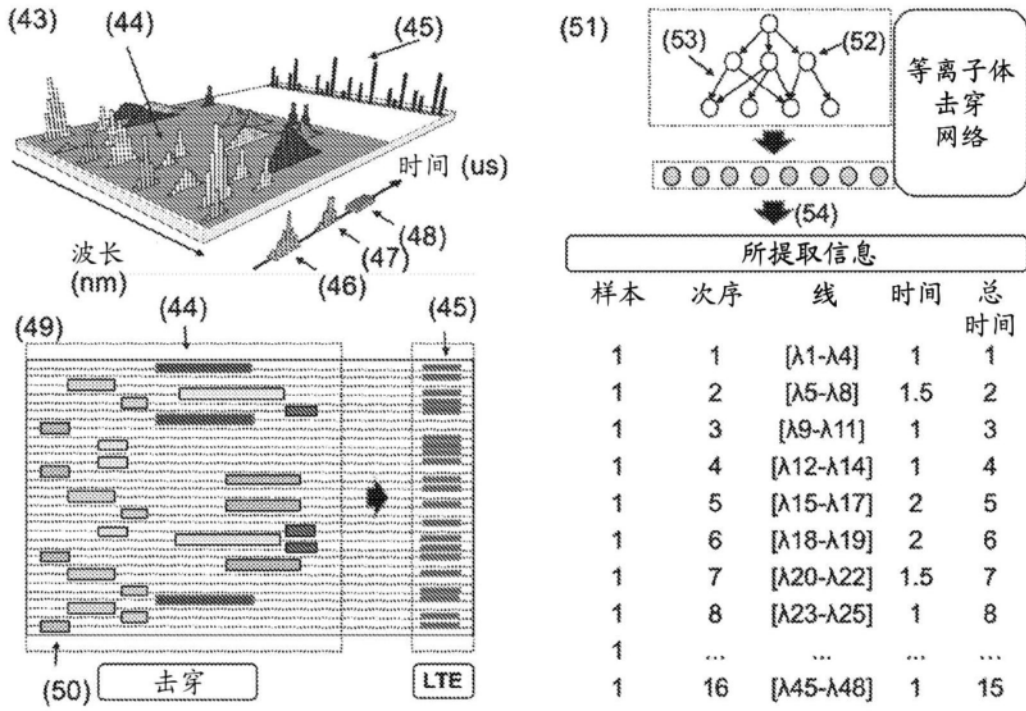 (43)
(44)
(45)
时间 (us)
(48)
(47)
(46)
波长
(nm)
(44)
(45)
(49)
(50)
击穿
LTE
(51)
(53)
(52)
等离子体
击穿
网络
(54)
所提取信息
样本 次序 线 时间 总
时间
1 1 [λ1-λ4] 1 1
1 2 [λ5-λ8] 1.5 2
1 3 [λ9-λ11] 1 3
1 4 [λ12-λ14] 1 4
1 5 [λ15-λ17] 2 5
1 6 [λ18-λ19] 2 6
1 7 [λ20-λ22] 1.5 7
1 8 [λ23-λ25] 1 8
1 ... ... ... ...
1 16 [λ45-λ48] 1 15